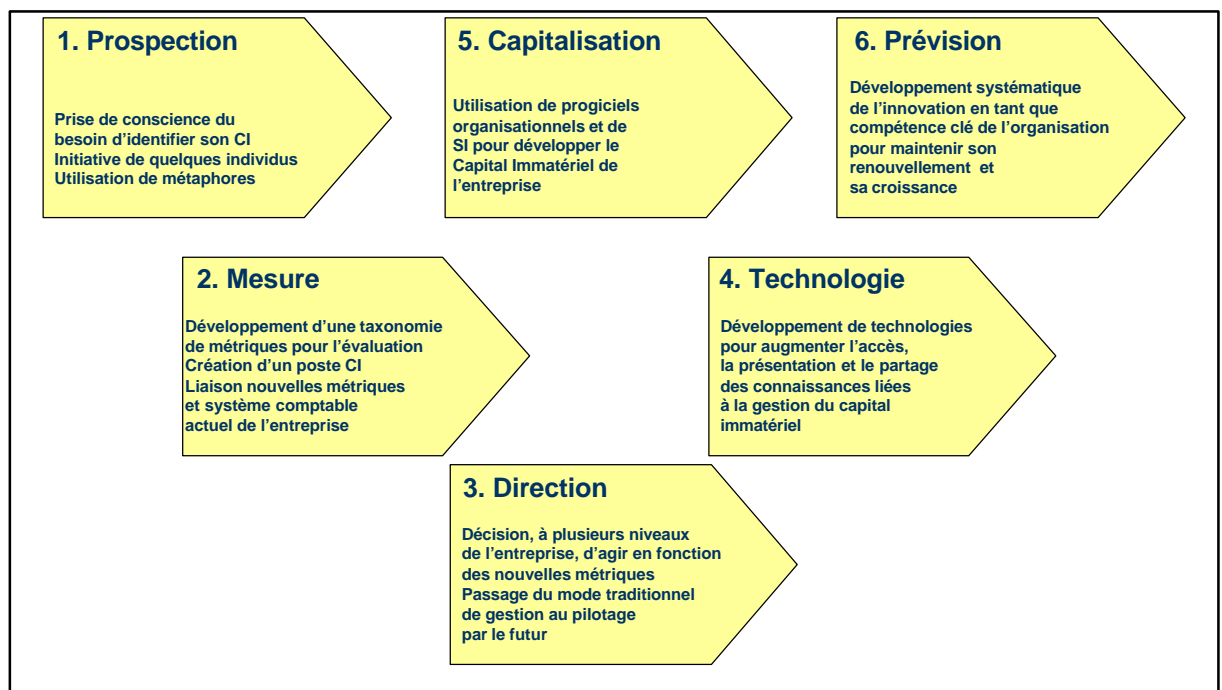 1. Prospection
Prise de conscience du
besoin d’identifier son CI
Initiative de quelques individus
Utilisation de métaphores
5. Capitalisation
Utilisation de progiciels
organisationnels et de
SI pour développer le
Capital Immatériel de
l’entreprise
6. Prévision
Développement systématique
de l’innovation en tant que
compétence clé de l’organisation
pour maintenir son
renouvellement et
sa croissance
2. Mesure
Développement d’une taxonomie
de métriques pour l’évaluation
Création d’un poste CI
Liaison nouvelles métriques
et système comptable
actuel de l’entreprise
4. Technologie
Développement de technologies
pour augmenter l’accès,
la présentation et le partage
des connaissances liées
à la gestion du capital
immatériel
3. Direction
Décision, à plusieurs niveaux
de l’entreprise, d’agir en fonction
des nouvelles métriques
Passage du mode traditionnel
de gestion au pilotage
par le futur